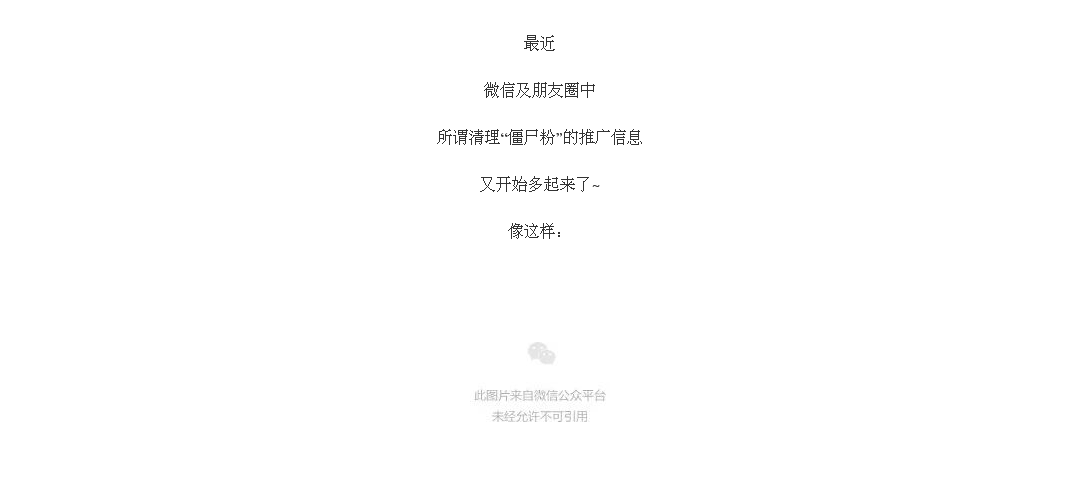 最近
微信及朋友圈中
所谓清理“僵尸粉”的推广信息
又开始多起来了~
像这样：
此图片来自微信公众平台
未经允许不可引用